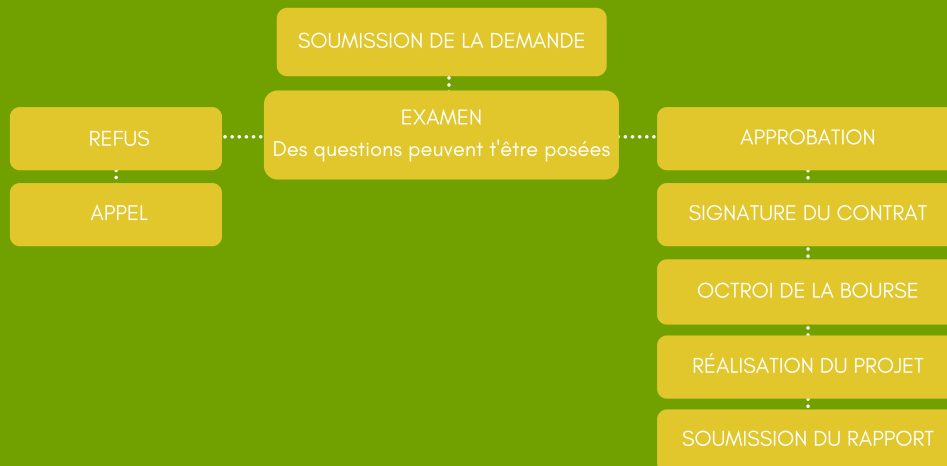 SOUMISSION DE LA DEMANDE
EXAMEN
Des questions peuvent t'être posées
REFUS
APPEL
APPROBATION
SIGNATURE DU CONTRAT
OCTROI DE LA BOURSE
RÉALISATION DU PROJET
SOUMISSION DU RAPPORT